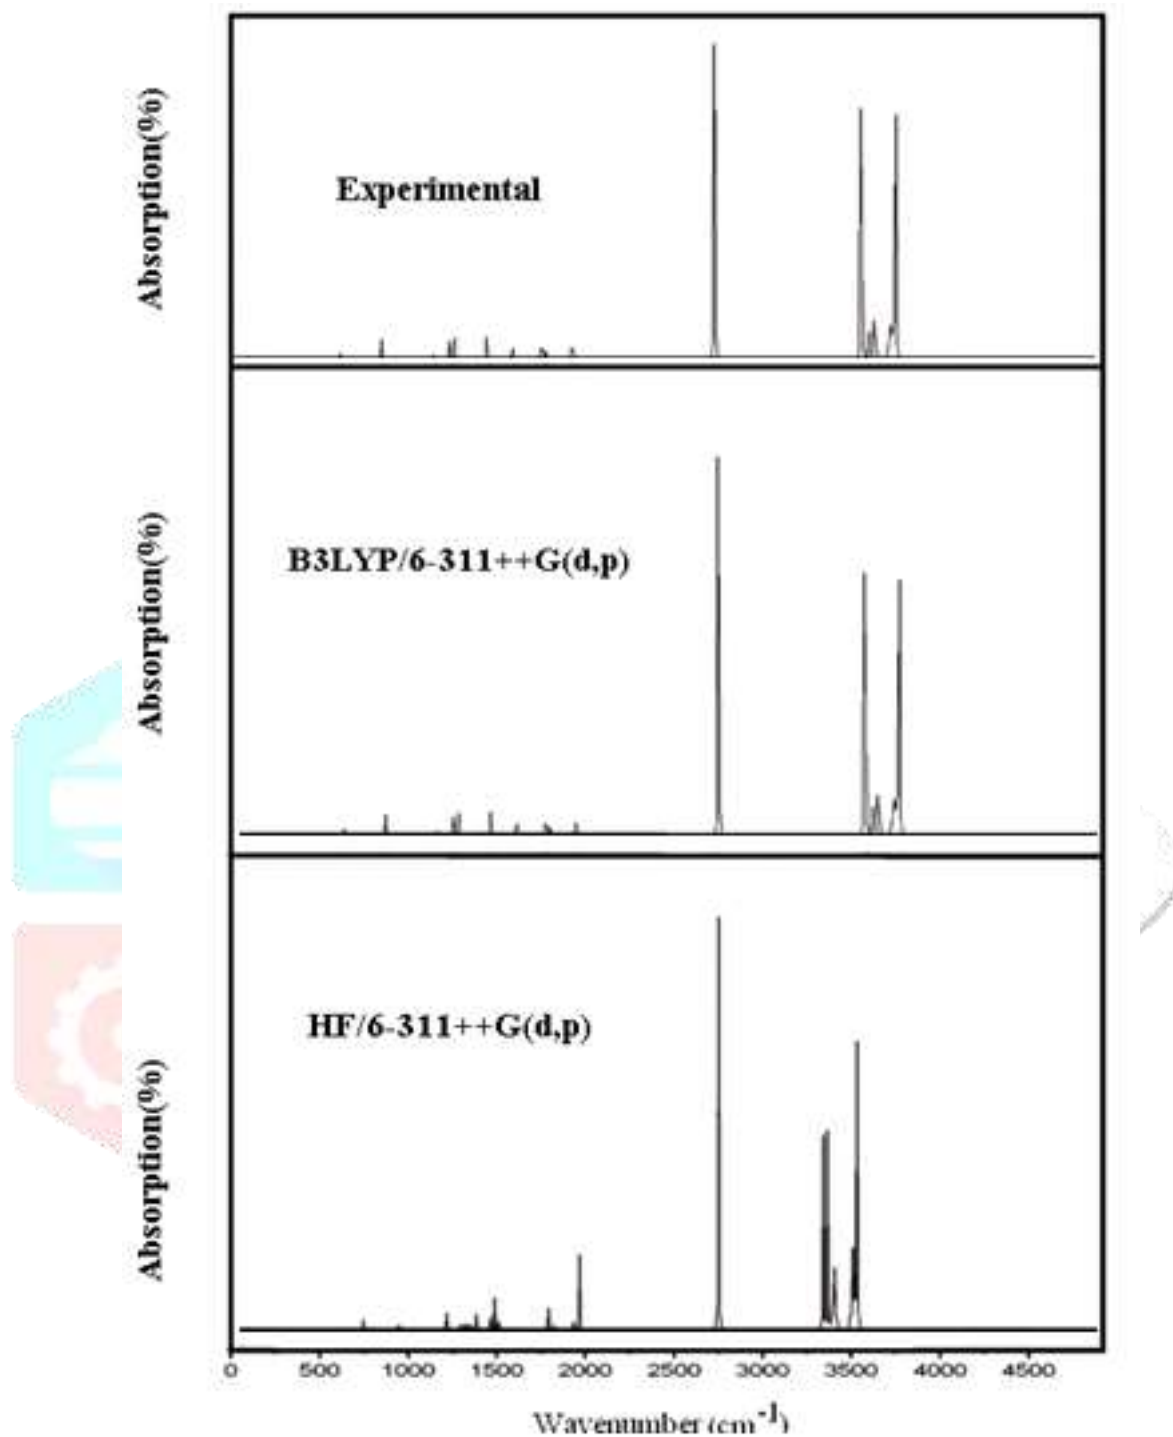 Absorption(%)
Experimental
Absorption(%)
B3LYP/6-311++G(d,p)
Absorption(%)
HF/6-311++G(d,p)
0 500 1000 1500 2000 2500 3000 3500 4000 4500
Wavenumber (cm-1)